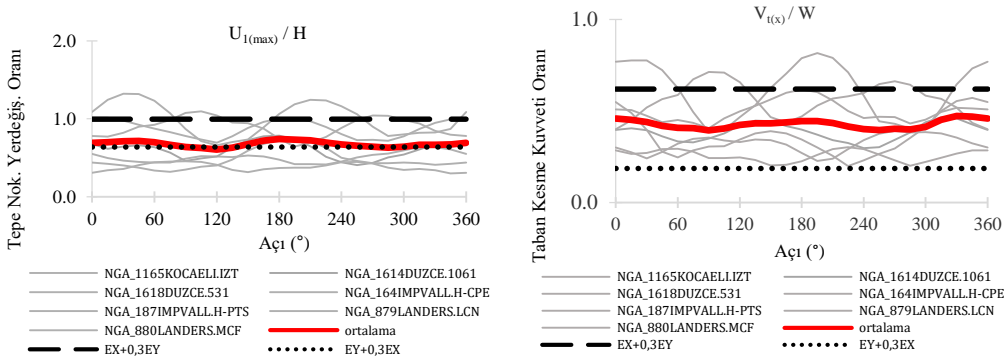 U1(max) / H
Tepe Nok. Yerdeğiş. Oranı
2.0
1.0
0.0
0 60 120 180 240 300 360
Açı (°)
NGA_1165KOCAELI.IZT NGA_1614DUZCE.1061
NGA_1618DUZCE.531 NGA_164IMPVALL.H-CPE
NGA_187IMPVALL.H-PTS NGA_879LANDERS.LCN
NGA_880LANDERS.MCF ortalama
EX+0,3EY EY+0,3EX
Vt(x) / W
Taban Kesme Kuvveti Oranı
1.0
0.0
0 60 120 180 240 300 360
Açı (°)
NGA_1165KOCAELI.IZT NGA_1614DUZCE.1061
NGA_1618DUZCE.531 NGA_164IMPVALL.H-CPE
NGA_187IMPVALL.H-PTS NGA_879LANDERS.LCN
NGA_880LANDERS.MCF ortalama
EX+0,3EY EY+0,3EX